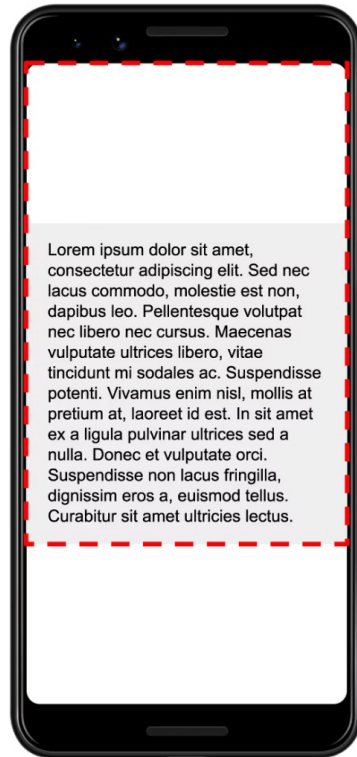 Lorem ipsum dolor sit amet,
consectetur adipiscing elit. Sed nec
lacus commodo, molestie est non,
dapibus leo. Pellentesque volutpat
nec libero nec cursus. Maecenas
vulputate ultrices libero, vitae
tincidunt mi sodales ac. Suspendisse
potenti. Vivamus enim nisl, mollis at
pretium at, laoreet id est. In sit amet
ex a ligula pulvinar ultrices sed a
nulla. Donec et vulputate orci.
Suspendisse non lacus fringilla,
dignissim eros a, euismod tellus.
Curabitur sit amet ultricies lectus.